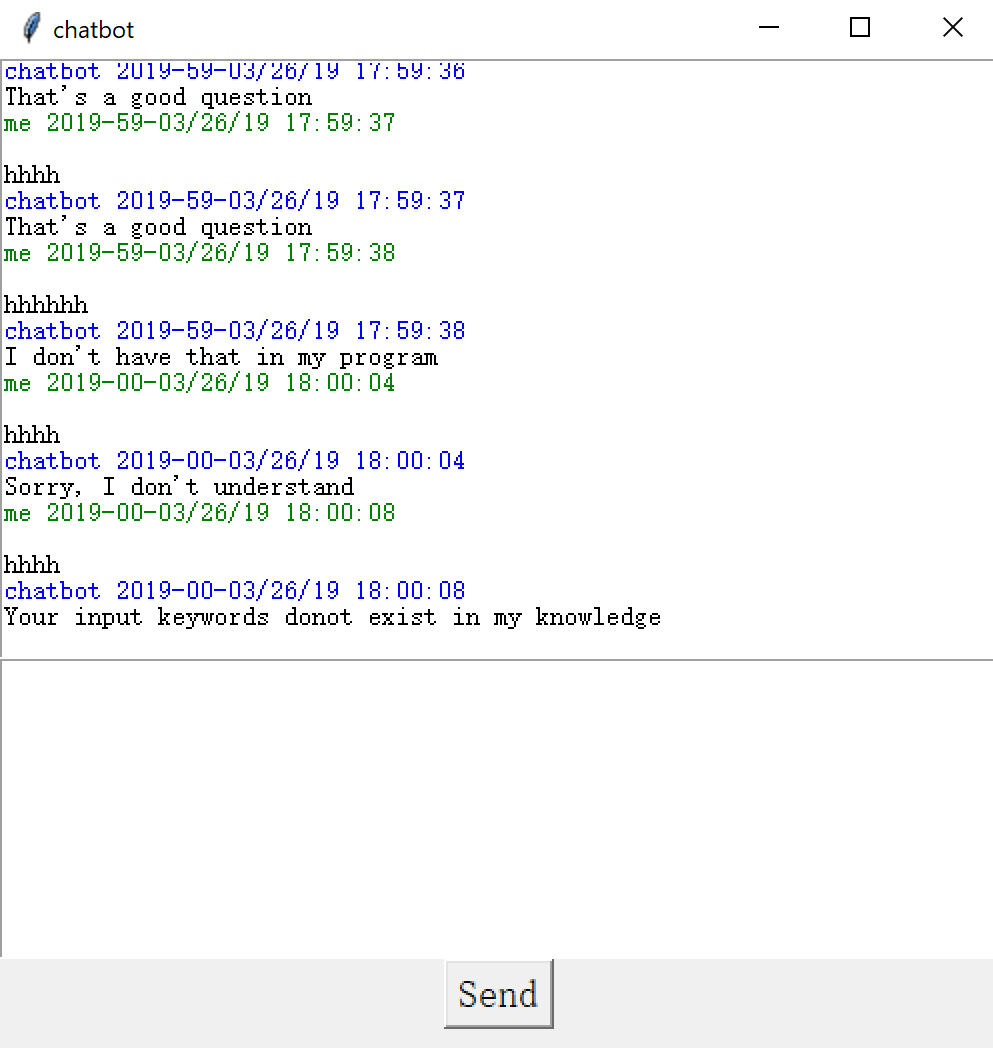 chatbot
chatbot 2019-59-03/26/19 17:59:36
That's a good question
me 2019-59-03/26/19 17:59:37
hhhh
chatbot 2019-59-03/26/19 17:59:37
That's a good question
me 2019-59-03/26/19 17:59:38
hhhhhh
chatbot 2019-59-03/26/19 17:59:38
I don't have that in my program
me 2019-00-03/26/19 18:00:04
hhhh
chatbot 2019-00-03/26/19 18:00:04
Sorry, I don't understand
me 2019-00-03/26/19 18:00:08
hhhh
chatbot 2019-00-03/26/19 18:00:08
Your input keywords donot exist in my knowledge
Send